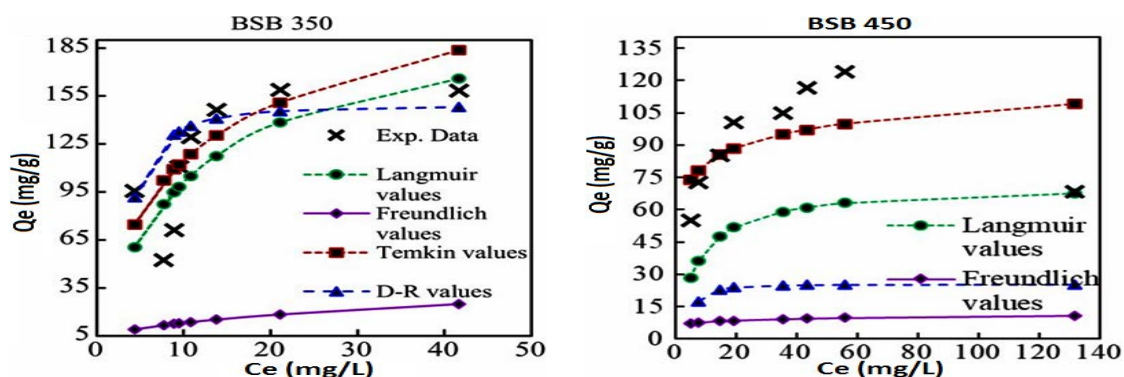 BSB 350
185
155
125
95
65
35
5
Qe (mg/g)
Exp. Data
Langmuir
values
Freundlich
values
Temkin values
D-R values
0 10 20 30 40 50
Ce (mg/L)
BSB 450
135
120
105
90
75
60
45
30
15
0
Qe (mg/g)
Langmuir
values
Freundlich
values
0 20 40 60 80 100 120 140
Ce (mg/L)